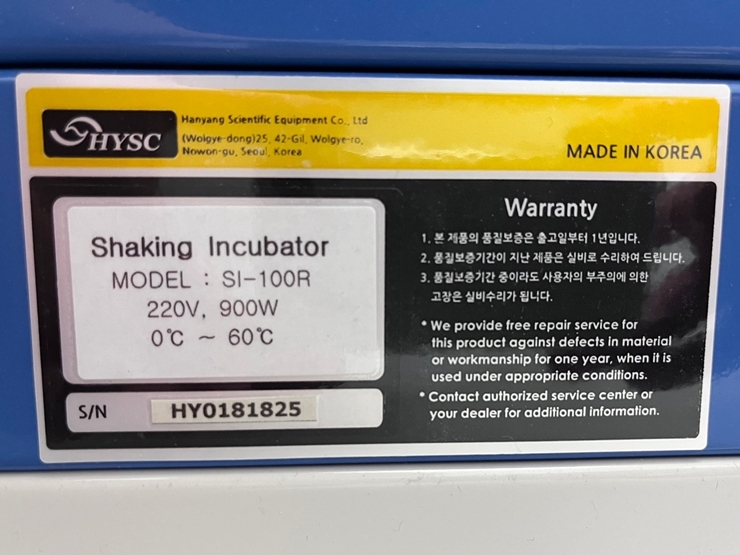 HYSC
Hanyang Scientific Equipment Co., Ltd
(Wolgye-dong)25, 42-Gil, Wolgye-ro,
Nowon-gu, Seoul, Korea
MADE IN KOREA
Shaking Incubator
MODEL : SI-100R
220V, 900W
0℃ ~ 60℃
S/N
HY0181825
Warranty
1. 본 제품의 품질보증은 출고일부터 1년입니다.
2. 품질보증기간이 지난 제품은 실비로 수리하여 드립니다.
3. 품질보증기간 중이라도 사용자의 부주의에 의한
고장은 실비수리가 됩니다.
* We provide free repair service for
this product against defects in material
or workmanship for one year, when it is
used under appropriate conditions.
* Contact authorized service center or
your dealer for additional information.